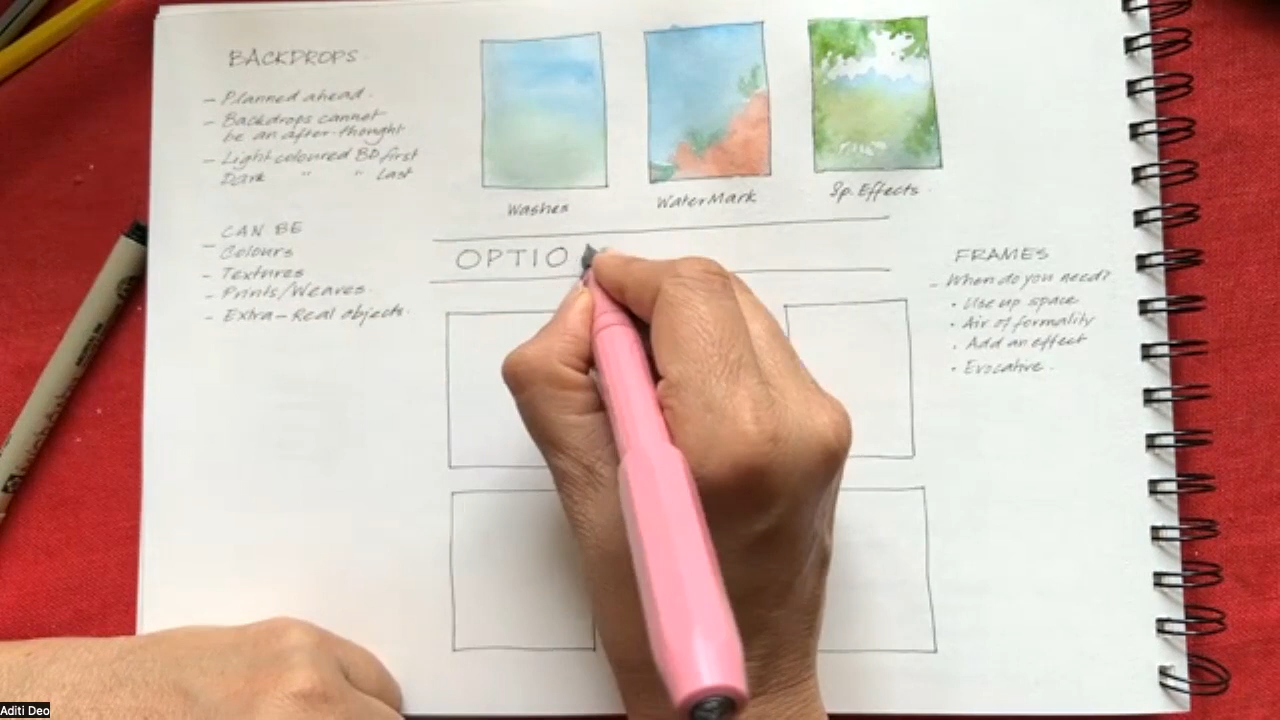 BACKDROPS
- Planned ahead.
- Backdrops cannot
be an after-thought
- Light coloured BD first
Dark " " Last
CAN BE
- Colours
- Textures
- Prints/Weaves.
- Extra-Real objects.
Washes
WaterMark
Sp. Effects.
OPTIO
FRAMES
- When do you need?
• Use up space
• Air of formality
• Add an effect
• Evocative.
Aditi Deo